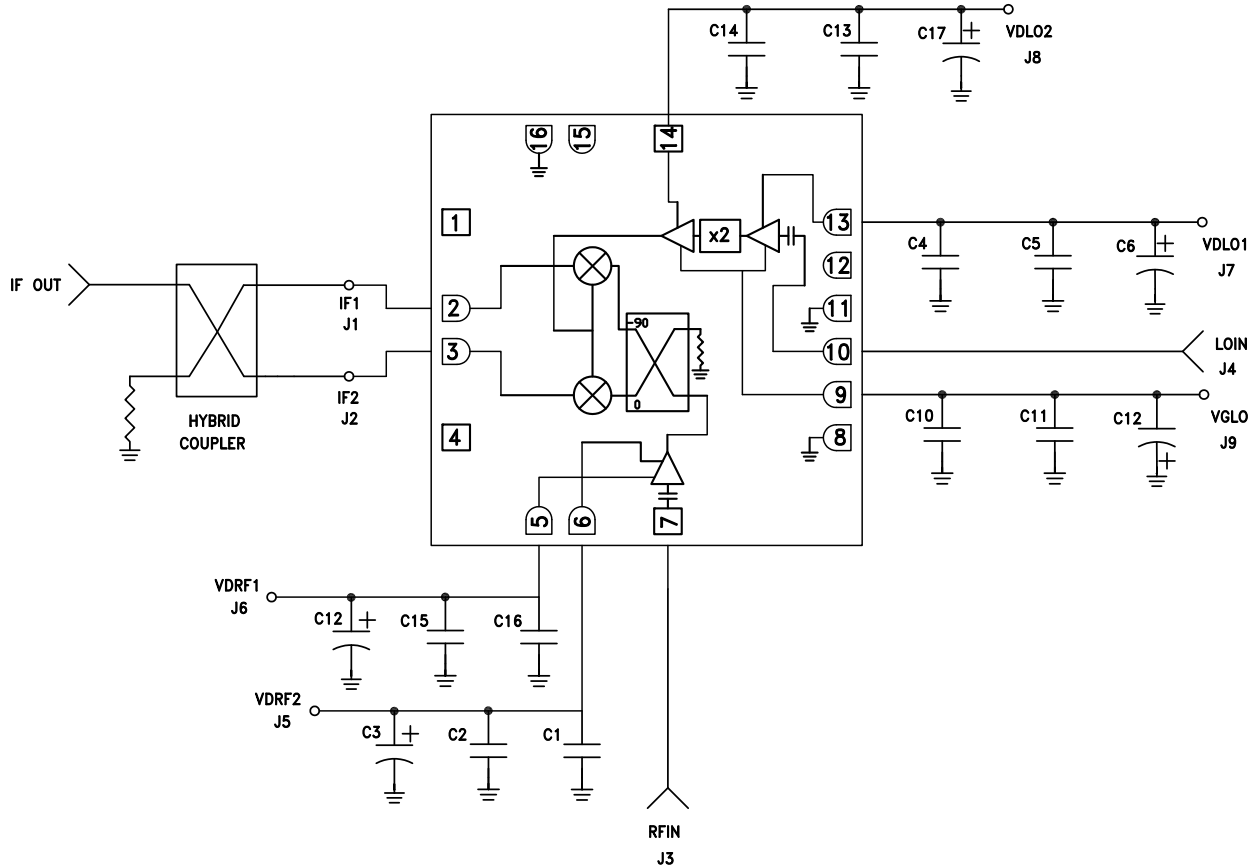 C14
C13
C17
+
VDLO2
J8
16
15
14
1
x2
13
C4
C5
C6
+
VDLO1
J7
12
IF OUT
IF1
J1
2
11
-90
3
10
LOIN
J4
IF2
J2
0
9
HYBRID
COUPLER
C10
C11
C12
+
VGLO
J9
4
8
5
6
7
VDRF1
J6
C12
+
C15
C16
VDRF2
J5
C3
+
C2
C1
RFIN
J3